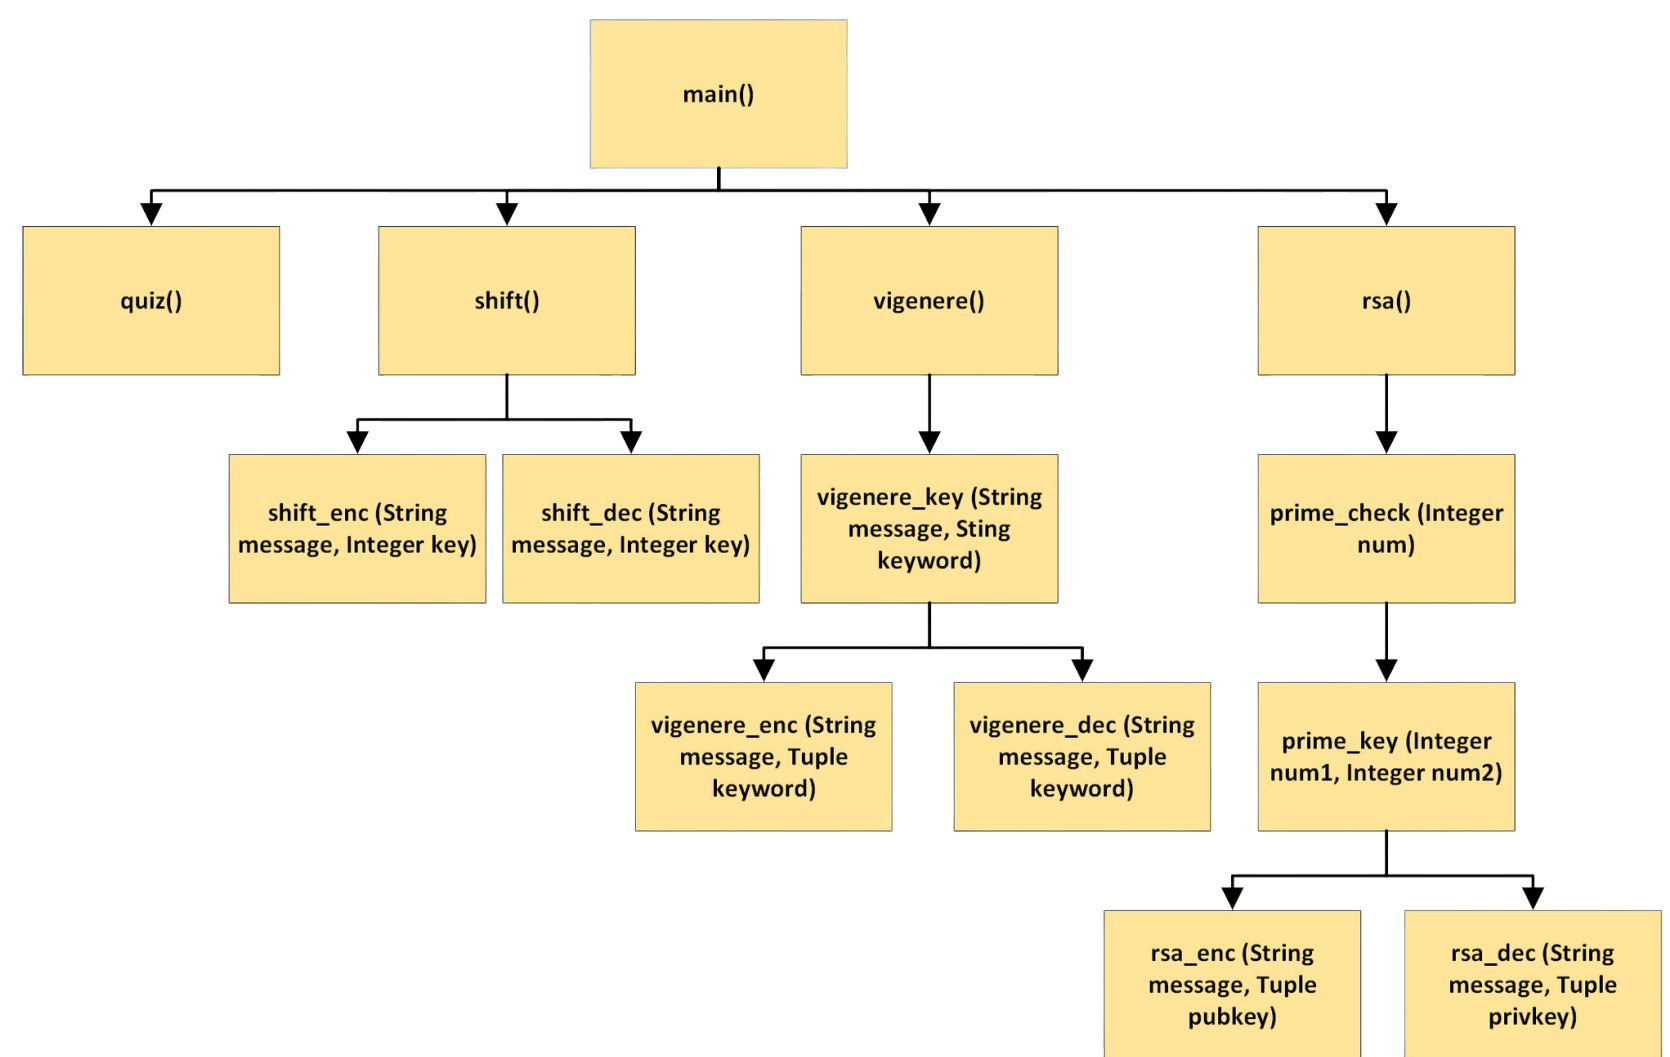 main()
quiz()
shift()
vigenere()
rsa()
shift_enc (String
message, Integer key)
shift_dec (String
message, Integer key)
vigenere_key (String
message, Sting
keyword)
prime_check (Integer
num)
vigenere_enc (String
message, Tuple
keyword)
vigenere_dec (String
message, Tuple
keyword)
prime_key (Integer
num1, Integer num2)
rsa_enc (String
message, Tuple
pubkey)
rsa_dec (String
message, Tuple
privkey)